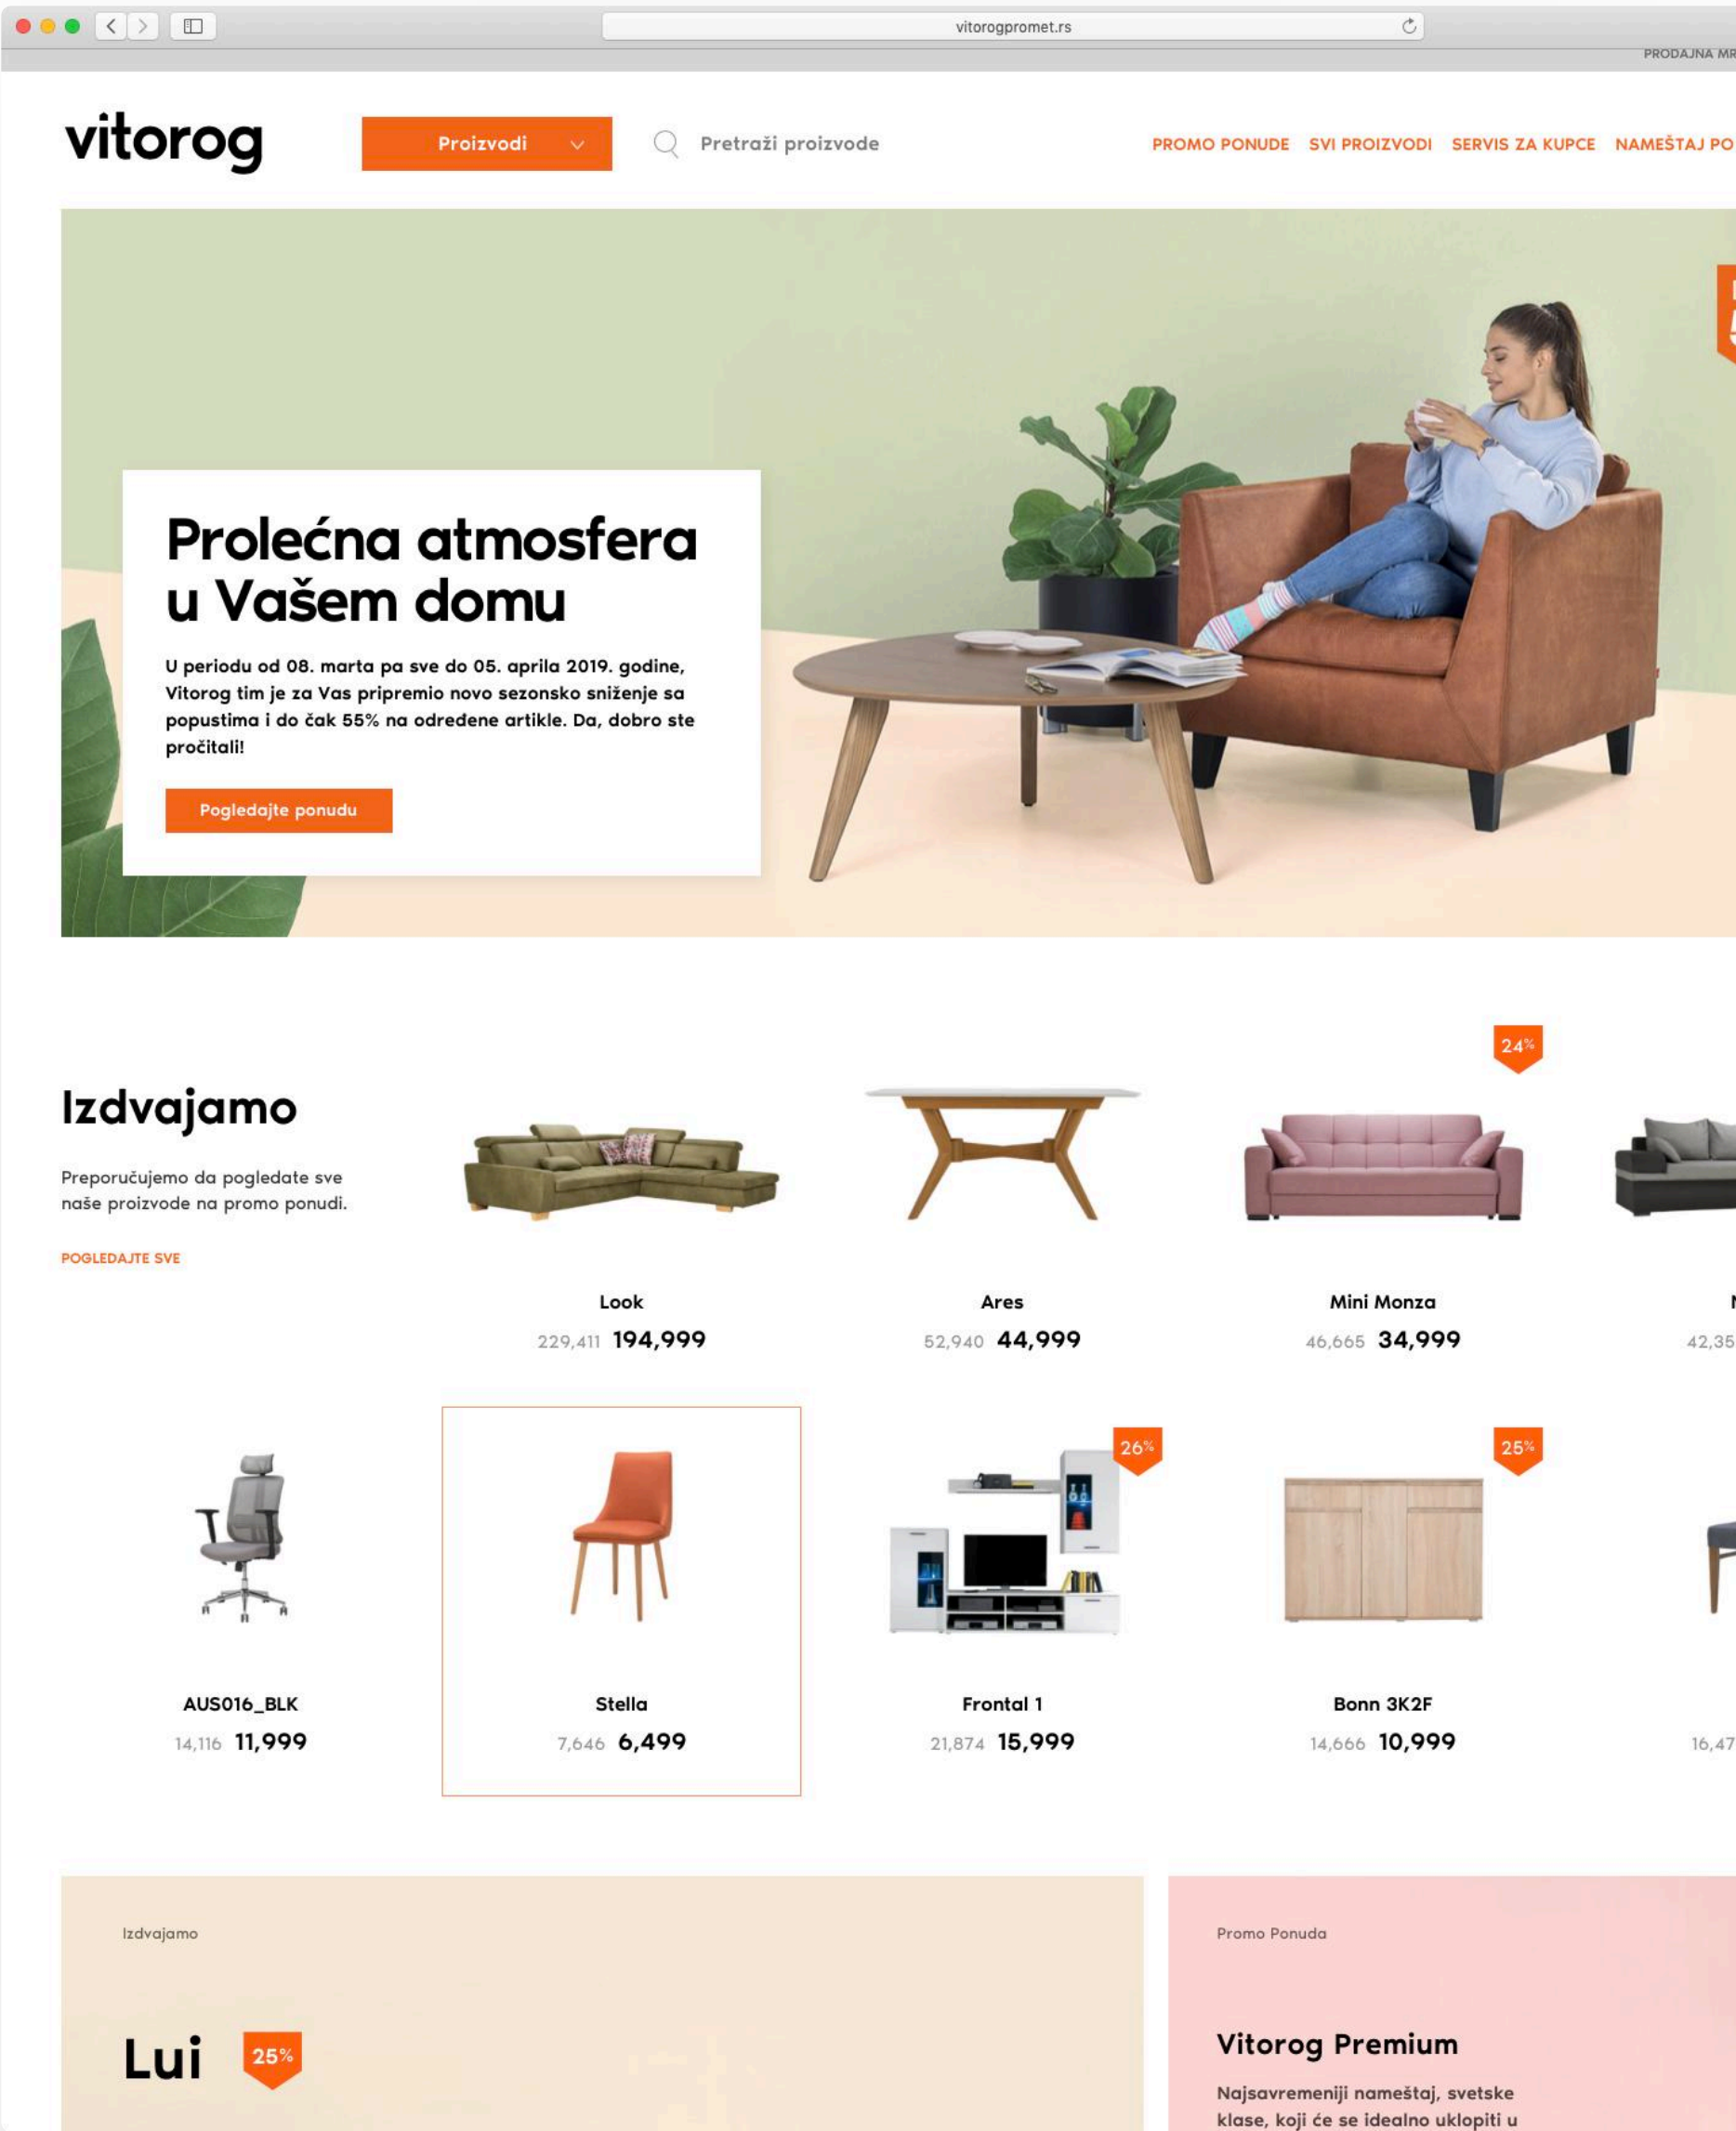 vitorogpromet.rs
PRODAJNA
vitorog
Proizvodi
Pretraži proizvode
PROMO PONUDE SVI PROIZVODI SERVIS ZA KUPCE NAMEŠTAJ PO
Prolećna atmosfera
u Vašem domu
U periodu od 08. marta pa sve do 05. aprila 2019. godine,
Vitorog tim je za Vas pripremio novo sezonsko sniženje sa
popustima i do čak 55% na određene artikle. Da, dobro ste
pročitali!
Pogledajte ponudu
Izdvajamo
Preporučujemo da pogledate sve
naše proizvode na promo ponudi.
POGLEDAJTE SVE
Look
229,411 194,999
Ares
52,940 44,999
24%
Mini Monza
46,665 34,999
AUS016_BLK
14,116 11,999
Stella
7,646 6,499
26%
Frontal 1
21,874 15,999
25%
Bonn 3K2F
14,666 10,999
Izdvajamo
Lui 25%
Promo Ponuda
Vitorog Premium
Najsavremeniji nameštaj, svetske
klase, koji će se idealno uklopiti u